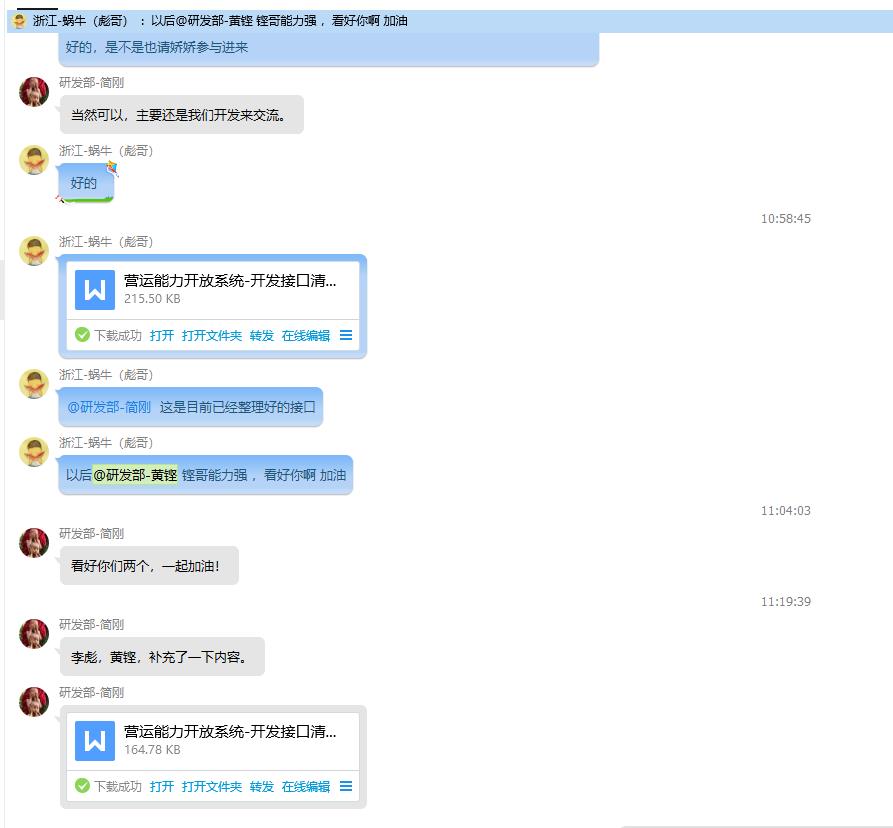 浙江-蜗牛（彪哥）：以后@研发部-黄铿 铿哥能力强 ，看好你啊 加油
好的，是不是也请娇娇参与进来
研发部-简刚
当然可以，主要还是我们开发来交流。
浙江-蜗牛（彪哥）
好的
10:58:45
浙江-蜗牛（彪哥）
营运能力开放系统-开发接口清...
215.50 KB
下载成功 打开 打开文件夹 转发 在线编辑
浙江-蜗牛（彪哥）
@研发部-简刚 这是目前已经整理好的接口
浙江-蜗牛（彪哥）
以后@研发部-黄铿 铿哥能力强 ，看好你啊 加油
11:04:03
研发部-简刚
看好你们两个，一起加油！
11:19:39
研发部-简刚
李彪，黄铿，补充了一下内容。
研发部-简刚
营运能力开放系统-开发接口清...
164.78 KB
下载成功 打开 打开文件夹 转发 在线编辑